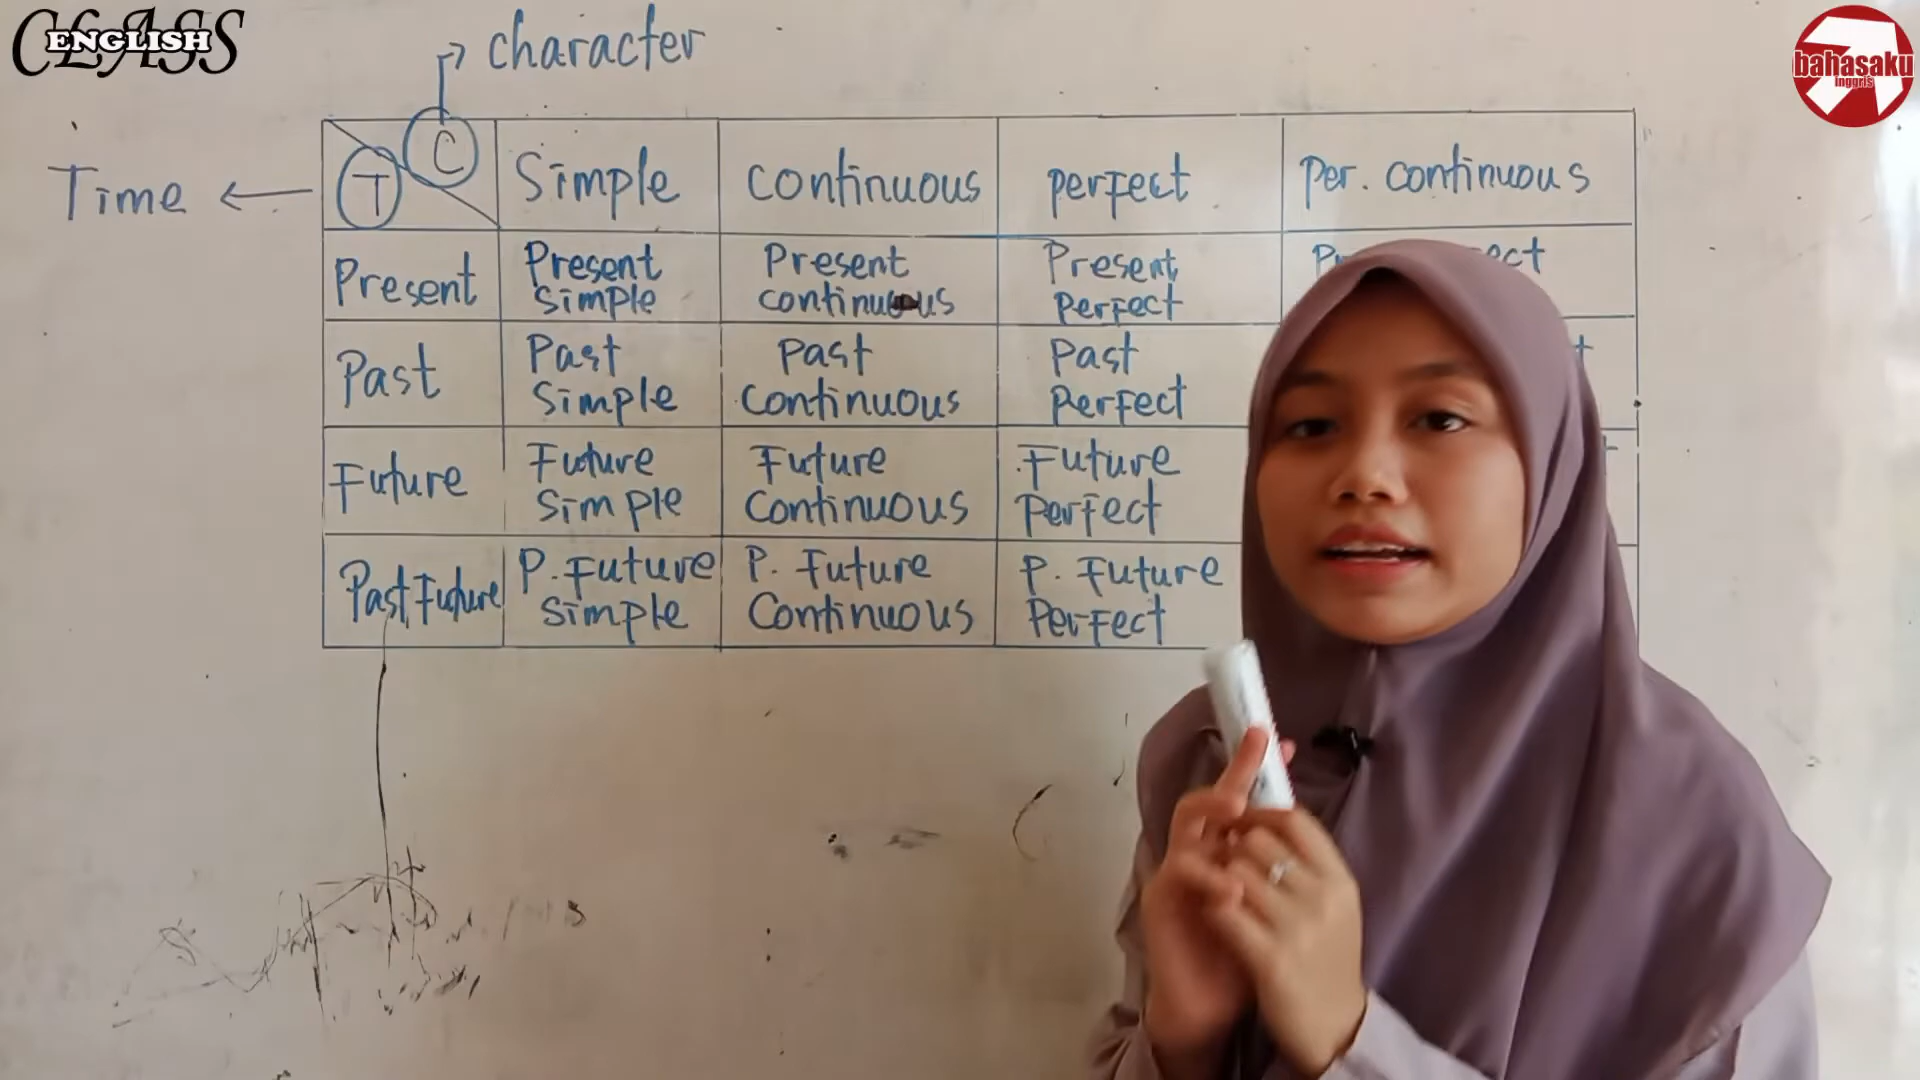 CLASS
ENGLISH
bahasaku
inggris
character
Time
T
C
Simple
continuous
perfect
Per. continuous
Present
Present
Simple
Present
continuous
Present
perfect
Past
Past
Simple
past
Continuous
Past
Perfect
Future
Future
Simple
Future
Continuous
Future
Perfect
Past Future
P. Future
Simple
P. Future
Continuous
P. Future
Perfect